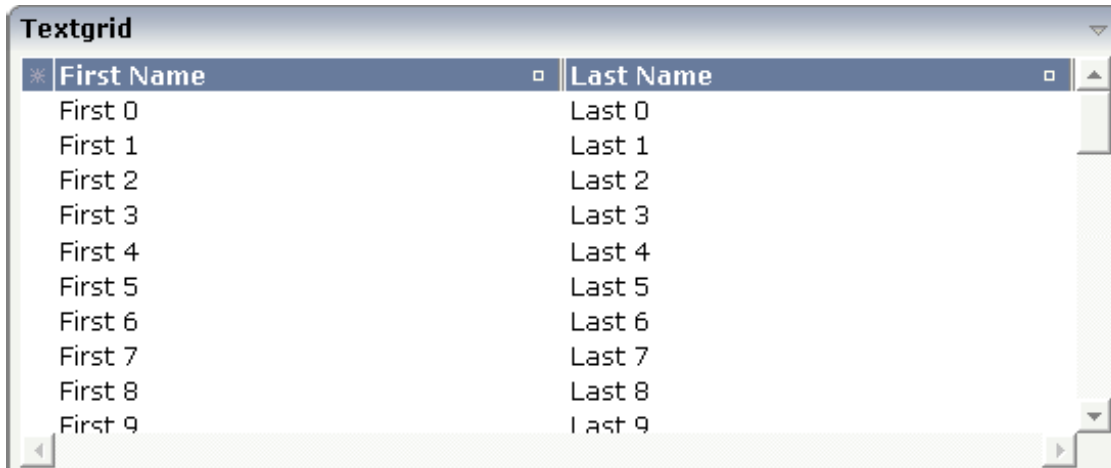 Textgrid
First Name Last Name
First 0 Last 0
First 1 Last 1
First 2 Last 2
First 3 Last 3
First 4 Last 4
First 5 Last 5
First 6 Last 6
First 7 Last 7
First 8 Last 8
First 9 Last 9